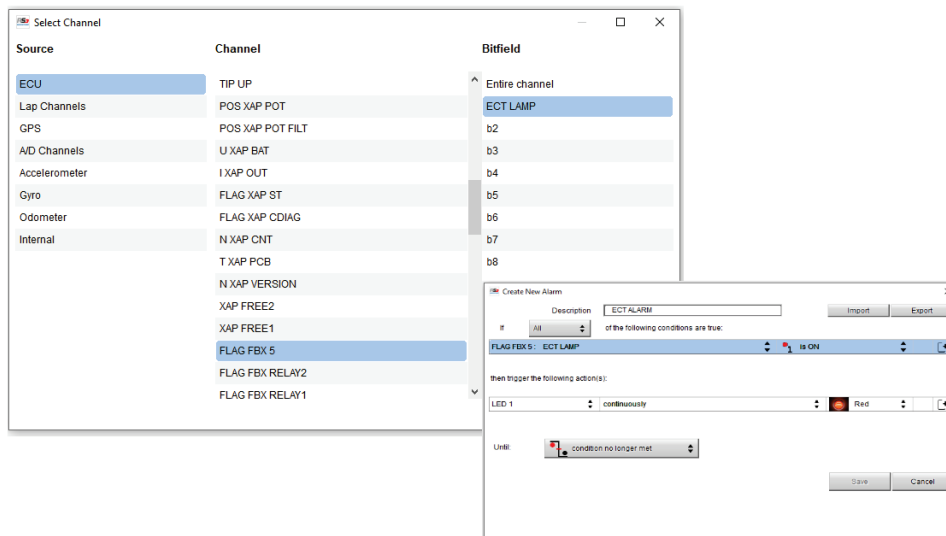 Select Channel
Source Channel Bitfield
ECU TIP UP Entire channel
Lap Channels POS XAP POT ECT LAMP
GPS POS XAP POT FILT b2
A/D Channels U XAP BAT b3
Accelerometer I XAP OUT b4
Gyro FLAG XAP ST b5
Odometer FLAG XAP CDIAG b6
Internal N XAP CNT b7
T XAP PCB b8
N XAP VERSION
XAP FREE2
XAP FREE1
FLAG FBX 5
FLAG FBX RELAY2
FLAG FBX RELAY1
Create New Alarm
Description ECT ALARM Import Export
If All of the following conditions are true:
FLAG FBX 5 : ECT LAMP is ON
then trigger the following action(s):
LED 1 continuously Red
Until: condition no longer met
Save Cancel